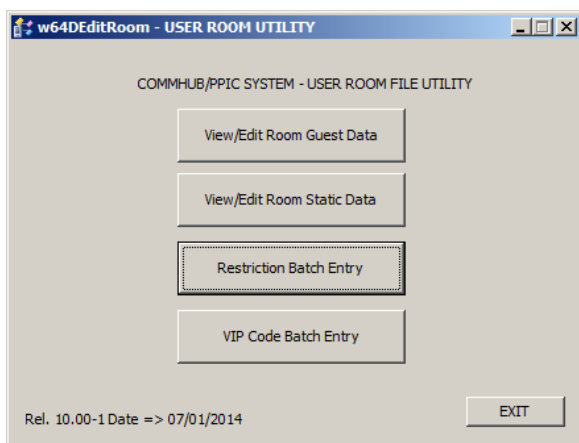 w64DEditRoom - USER ROOM UTILITY
COMMHUB/PPIC SYSTEM - USER ROOM FILE UTILITY
View/Edit Room Guest Data
View/Edit Room Static Data
Restriction Batch Entry
VIP Code Batch Entry
Rel. 10.00-1 Date => 07/01/2014
EXIT